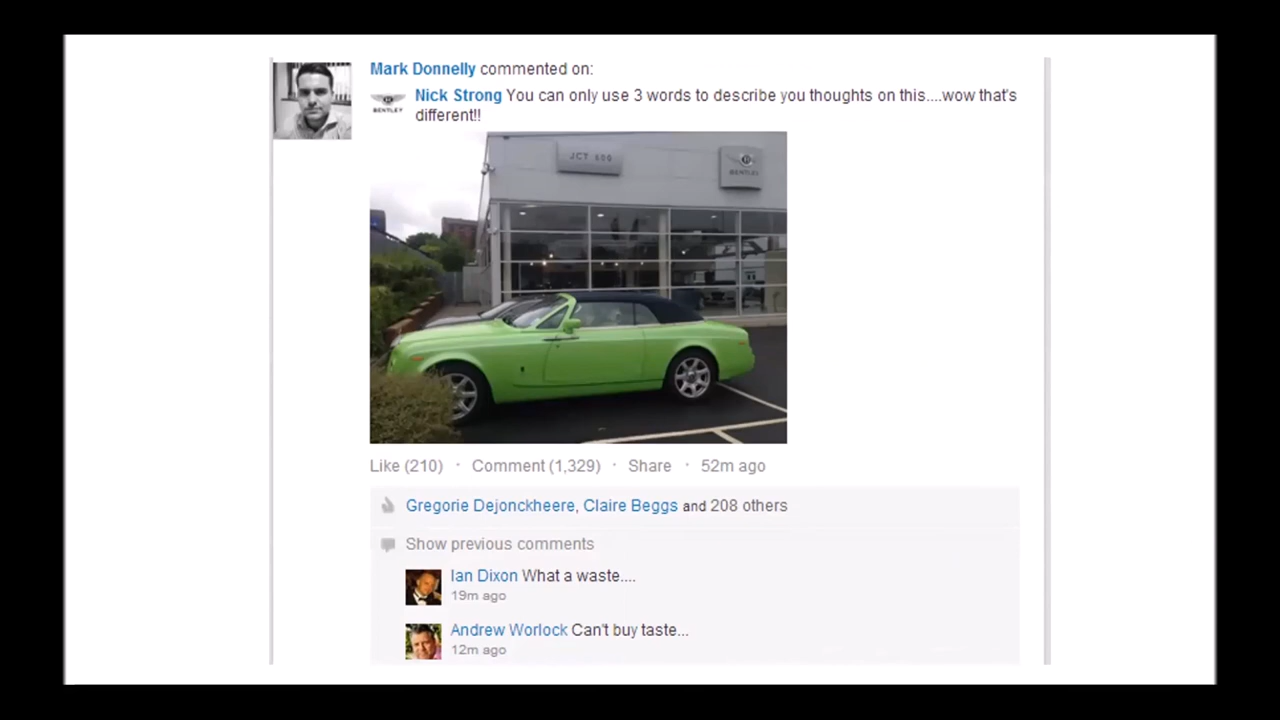 Mark Donnelly commented on:
BENTLEY
Nick Strong You can only use 3 words to describe you thoughts on this....wow that's
different!!
JCT 600
BENTLEY
Like (210) · Comment (1,329) · Share · 52m ago
Gregorie Dejonckheere, Claire Beggs and 208 others
Show previous comments
Ian Dixon What a waste....
19m ago
Andrew Worlock Can't buy taste...
12m ago